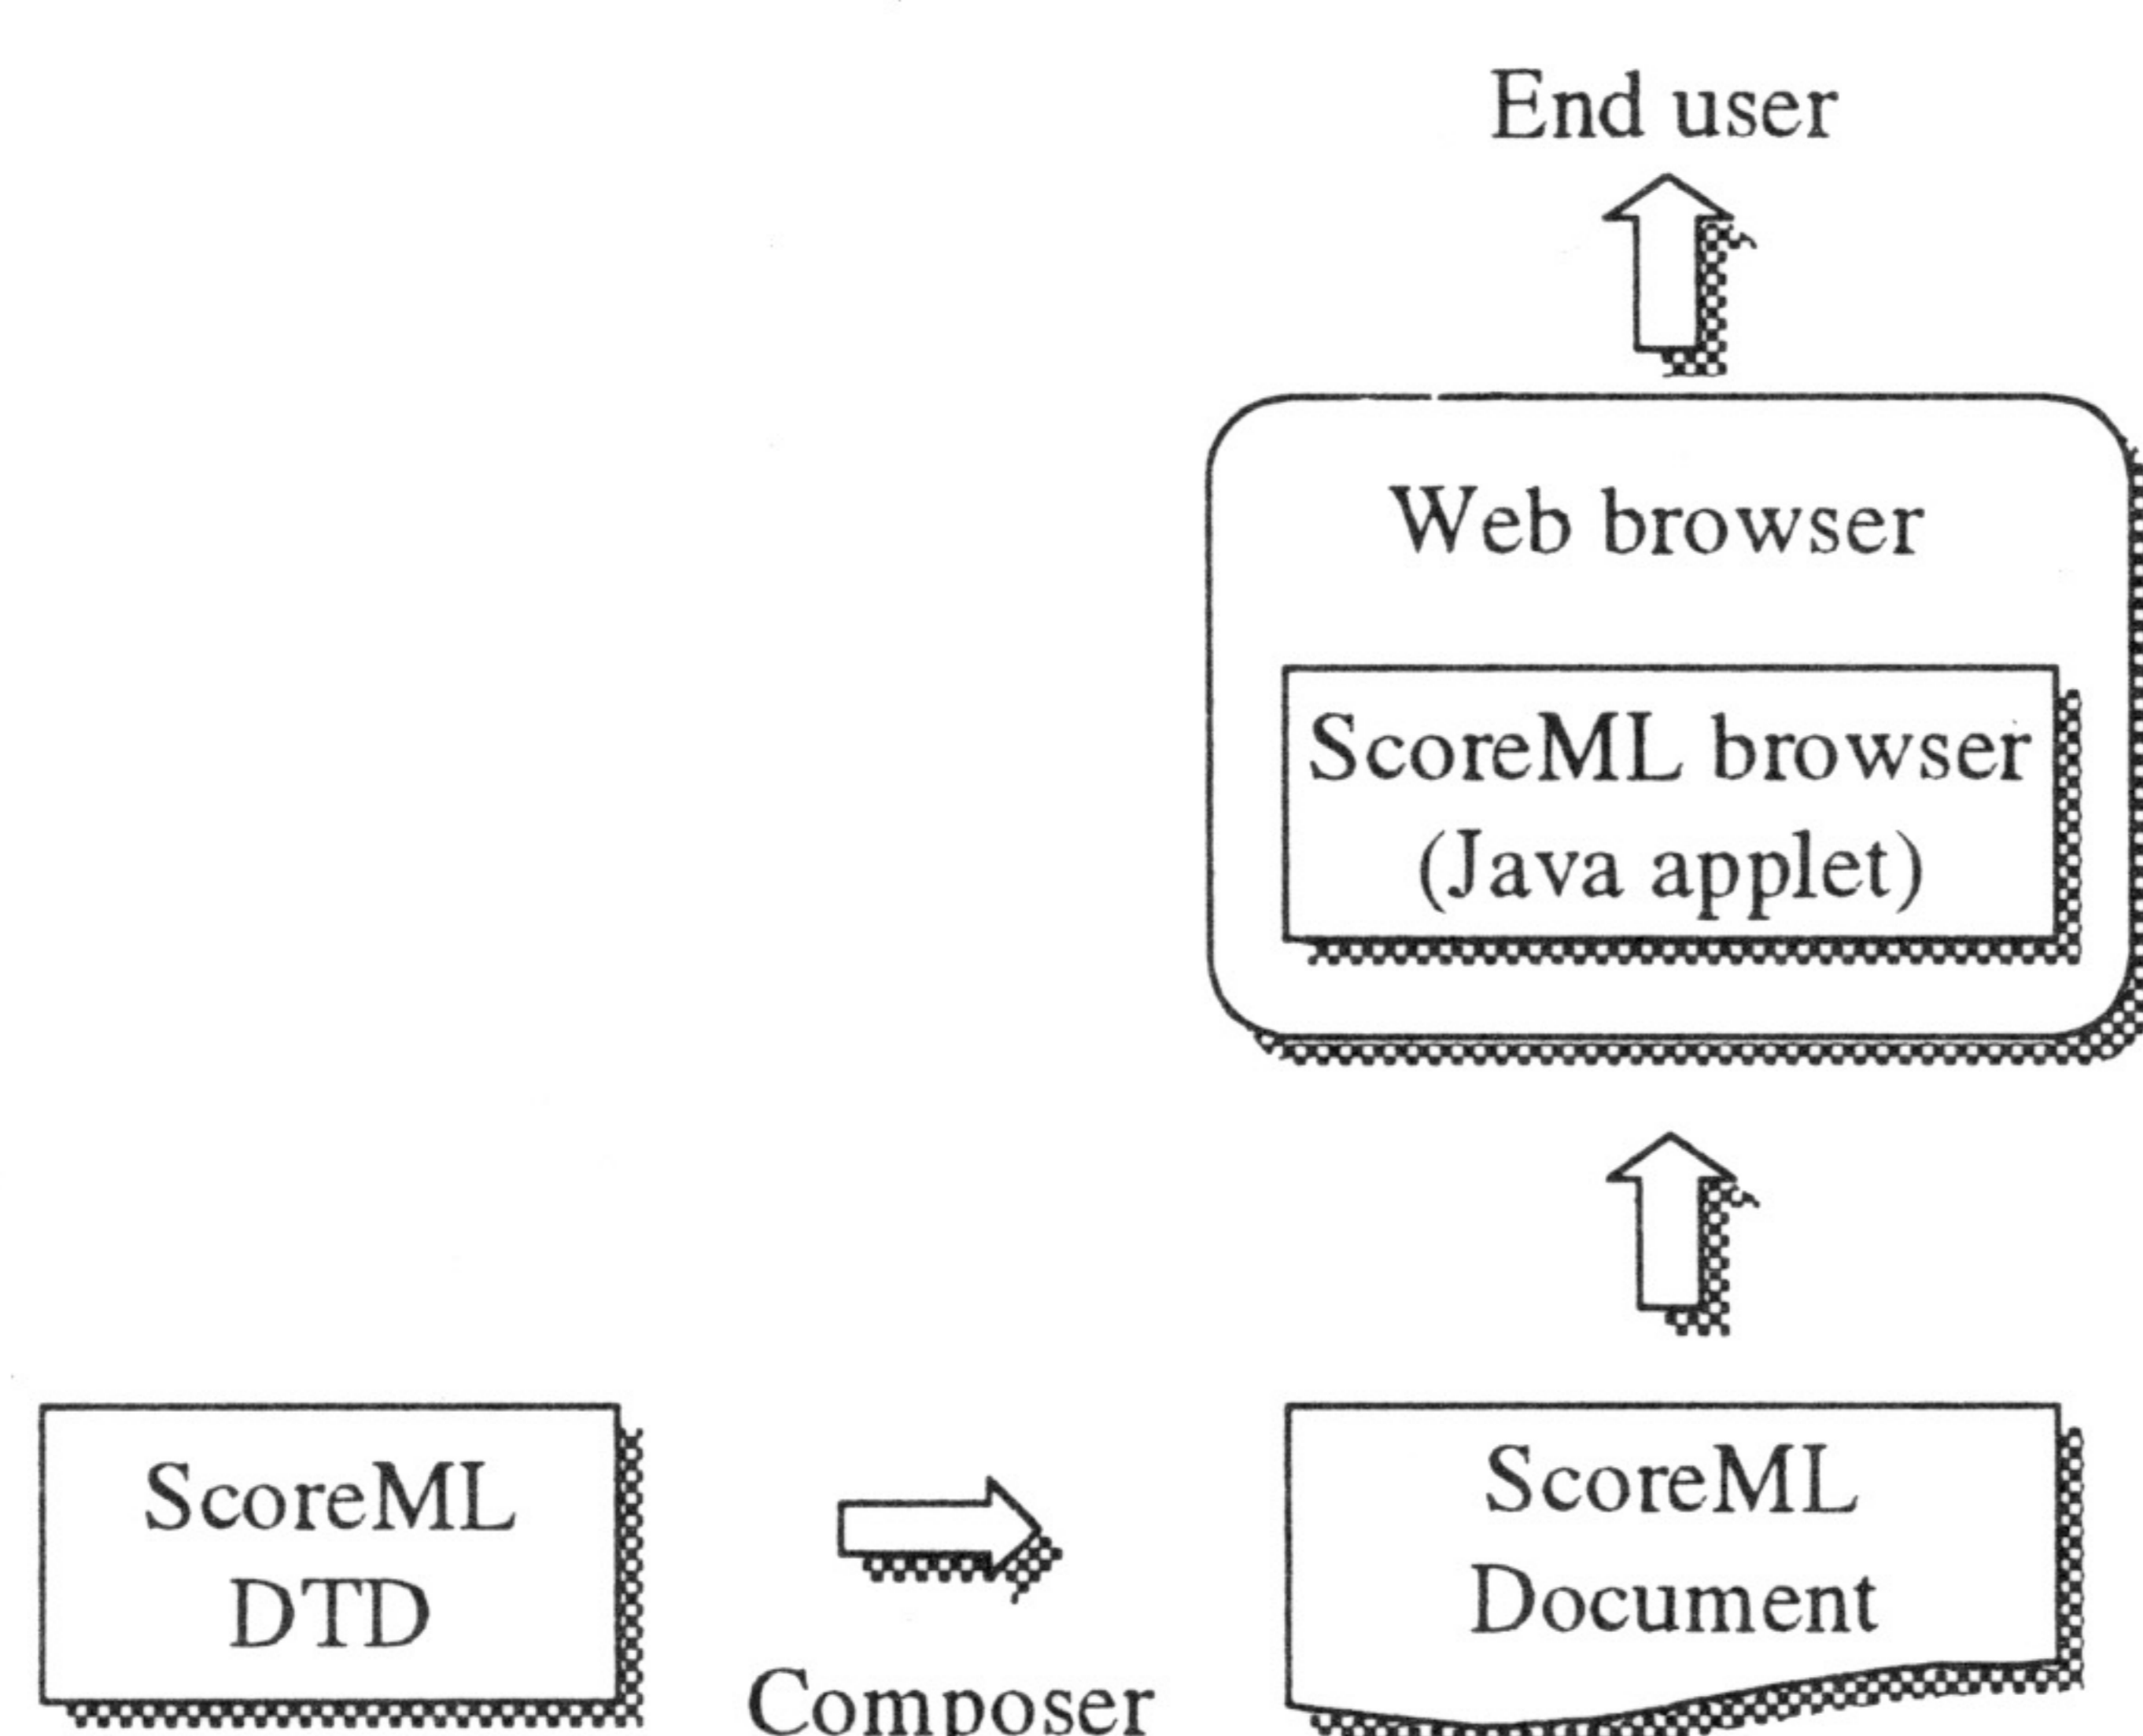 End user
Web browser
ScoreML browser
(Java applet)
ScoreML
DTD
Composer
ScoreML
Document